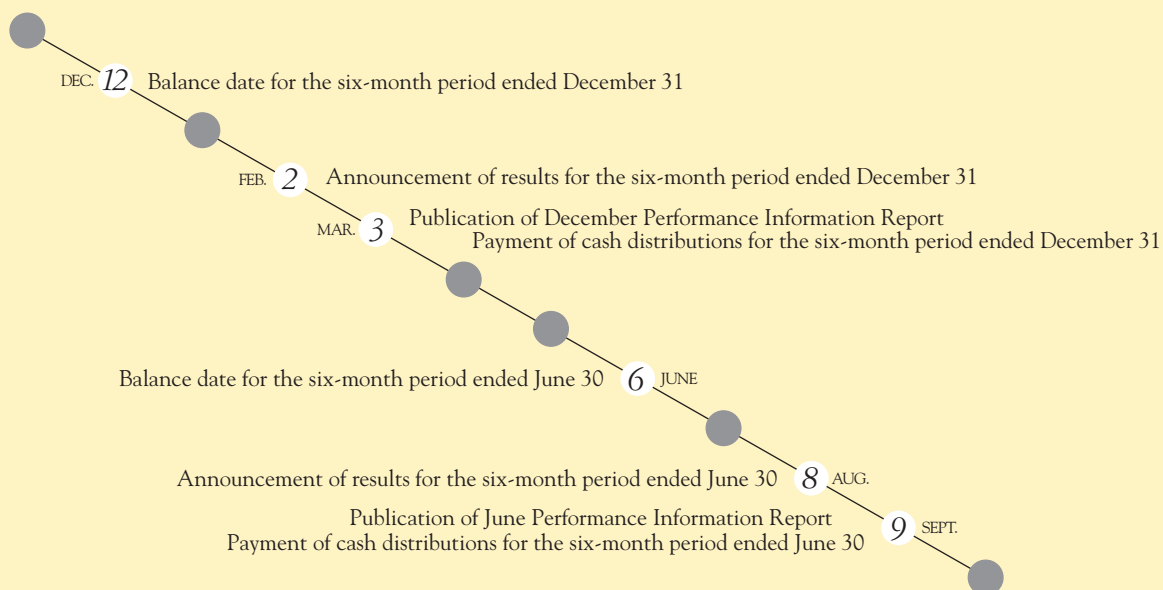 DEC. 12 Balance date for the six-month period ended December 31
FEB. 2 Announcement of results for the six-month period ended December 31
MAR. 3 Publication of December Performance Information Report
Payment of cash distributions for the six-month period ended December 31
Balance date for the six-month period ended June 30 6 JUNE
Announcement of results for the six-month period ended June 30 8 AUG.
Publication of June Performance Information Report 9 SEPT.
Payment of cash distributions for the six-month period ended June 30